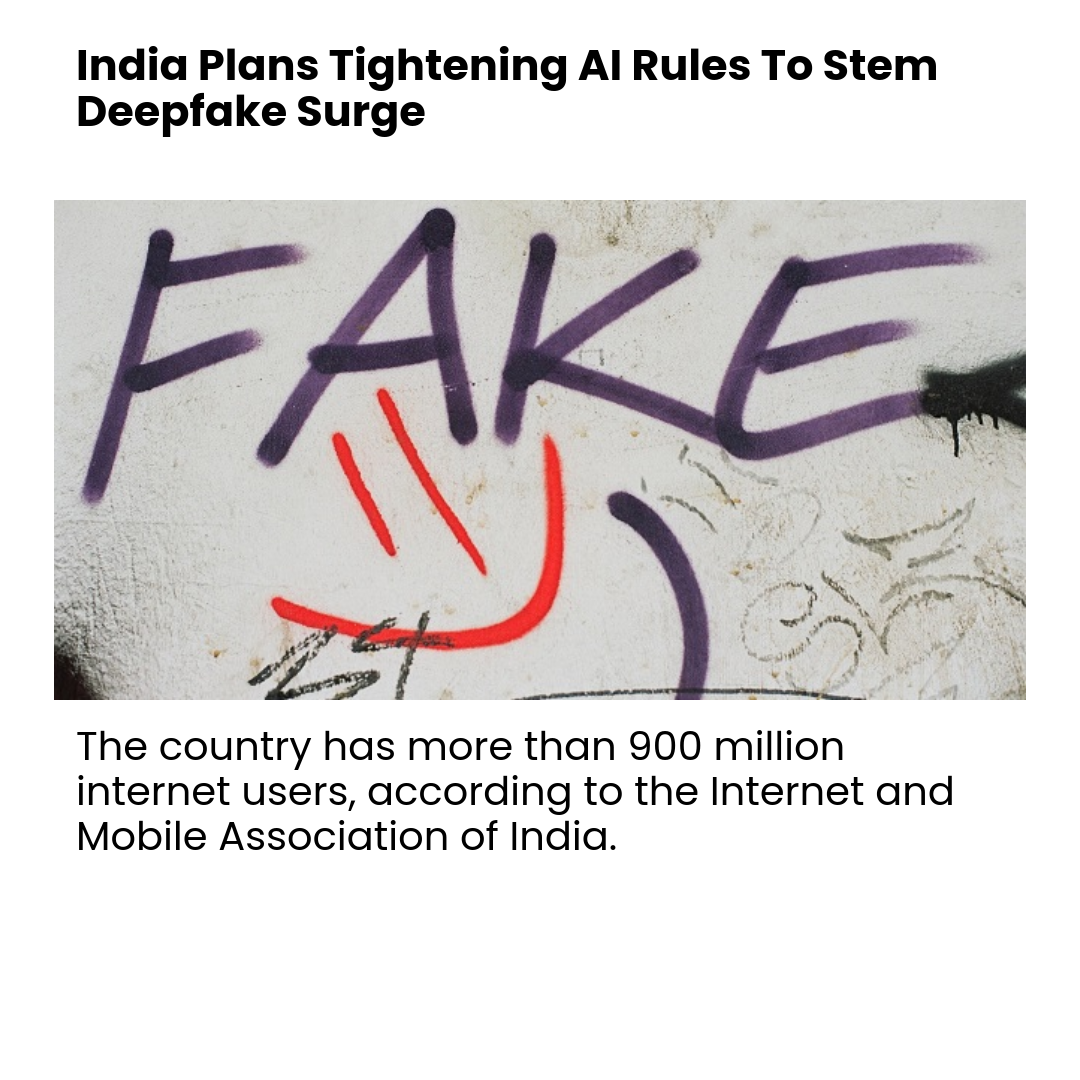 India Plans Tightening AI Rules To Stem
Deepfake Surge
FAKE
The country has more than 900 million
internet users, according to the Internet and
Mobile Association of India.